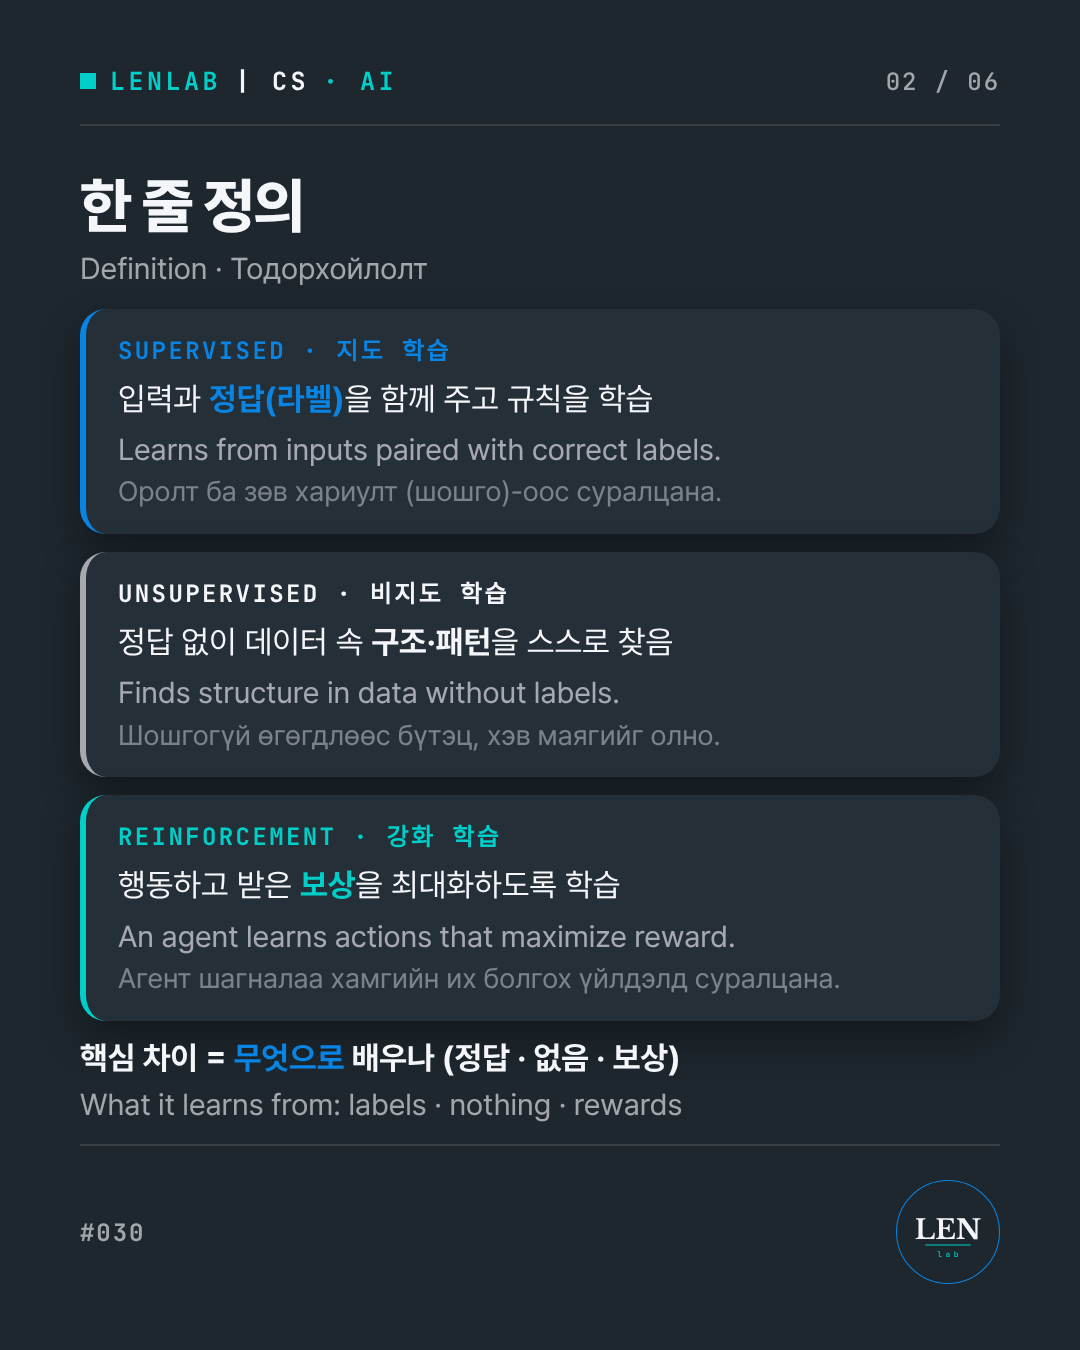 LENLAB | CS · AI
02 / 06
한 줄 정의
Definition · Тодорхойлолт
SUPERVISED · 지도 학습
입력과 정답(라벨)을 함께 주고 규칙을 학습
Learns from inputs paired with correct labels.
Оролт ба зөв хариулт (шошго)-оос суралцана.
UNSUPERVISED · 비지도 학습
정답 없이 데이터 속 구조·패턴을 스스로 찾음
Finds structure in data without labels.
Шошгогүй өгөгдлөөс бүтэц, хэв маягийг олно.
REINFORCEMENT · 강화 학습
행동하고 받은 보상을 최대화하도록 학습
An agent learns actions that maximize reward.
Агент шагналаа хамгийн их болгох үйлдэлд суралцана.
핵심 차이 = 무엇으로 배우나 (정답 · 없음 · 보상)
What it learns from: labels · nothing · rewards
#030
LEN
lab